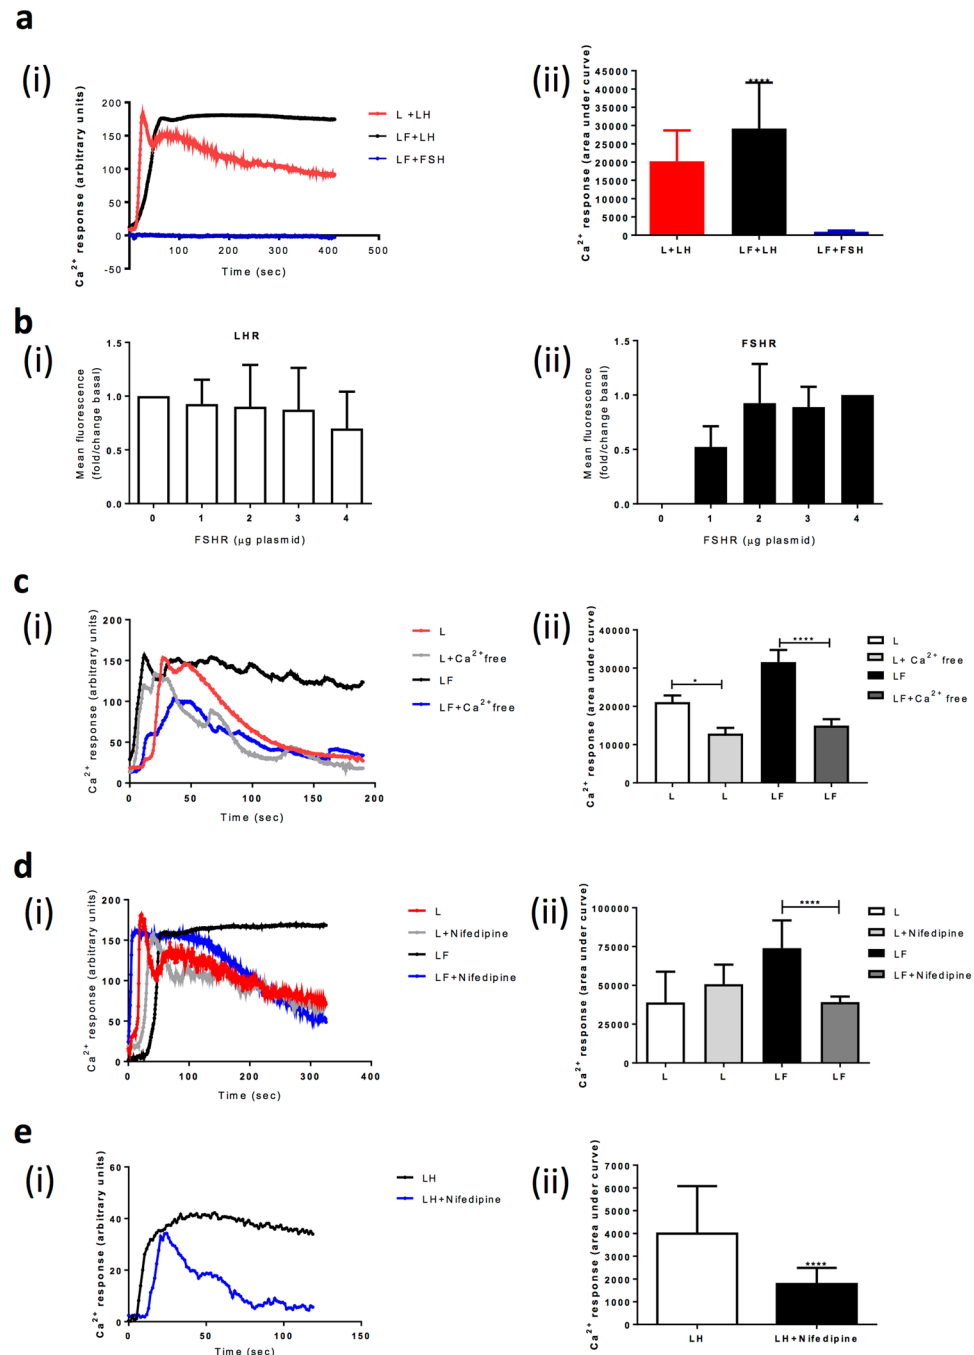 a
(i)
Ca2+ response (arbitrary units)
200
150
100
50
0
-50
100
200
300
400
500
Time (sec)
L +LH
LF+LH
LF+FSH
(ii)
Ca2+ response (area under curve)
45000
40000
35000
30000
25000
20000
15000
10000
5000
0
****
L+LH
LF+LH
LF+FSH
b
(i)
LHR
Mean fluorescence
(fold/change basal)
1.5
1.0
0.5
0.0
0
1
2
3
4
FSHR (μg plasmid)
(ii)
FSHR
Mean fluorescence
(fold/change basal)
1.5
1.0
0.5
0.0
0
1
2
3
4
FSHR (μg plasmid)
c
(i)
Ca2+ response (arbitrary units)
200
150
100
50
0
0
50
100
150
200
Time (sec)
L
L+Ca2+free
LF
LF+Ca2+free
(ii)
Ca2+ response (area under curve)
40000
30000
20000
10000
0
*
****
L
L
LF
LF
L
L+ Ca2+ free
LF
LF+Ca2+ free
d
(i)
Ca2+ response (arbitrary units)
200
150
100
50
0
0
100
200
300
400
Time (sec)
L
L+Nifedipine
LF
LF+Nifedipine
(ii)
Ca2+ response (area under curve)
100000
75000
50000
25000
0
****
L
L
LF
LF
L
L+Nifedipine
LF
LF+Nifedipine
e
(i)
Ca2+ response (arbitrary units)
60
40
20
0
0
50
100
150
Time (sec)
LH
LH+Nifedipine
(ii)
Ca2+ response (area under curve)
7000
6000
5000
4000
3000
2000
1000
0
****
LH
LH+Nifedipine